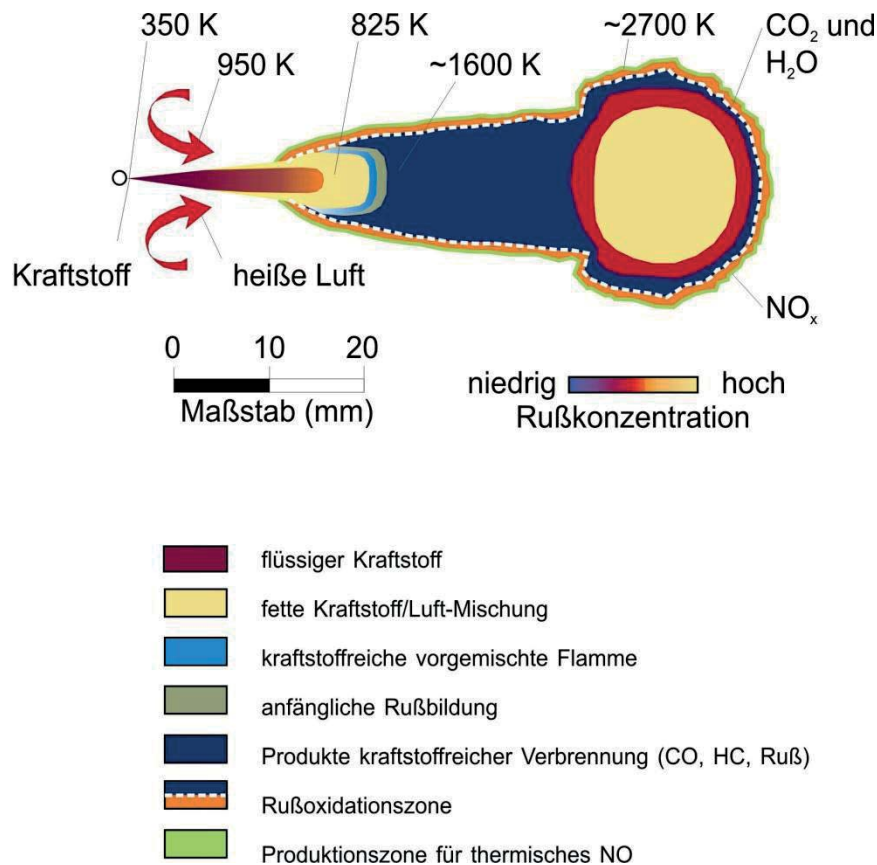 350 K
825 K
~2700 K
CO₂ und
H₂O
950 K
~1600 K
Kraftstoff
heiße Luft
NOₓ
0 10 20
Maßstab (mm)
niedrig hoch
Rußkonzentration
flüssiger Kraftstoff
fette Kraftstoff/Luft-Mischung
kraftstoffreiche vorgemischte Flamme
anfängliche Rußbildung
Produkte kraftstoffreicher Verbrennung (CO, HC, Ruß)
Rußoxidationszone
Produktionszone für thermisches NO